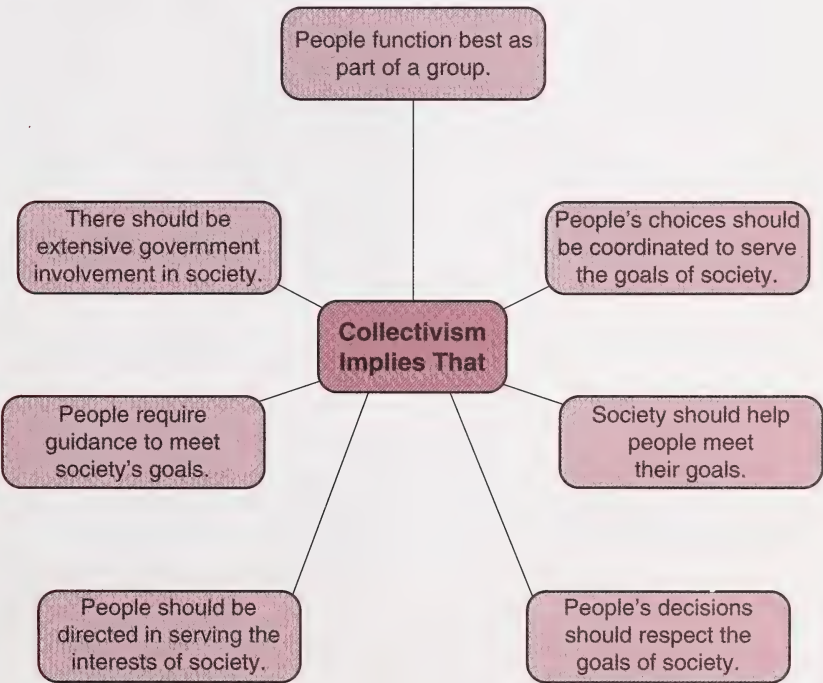 People function best as
part of a group.
There should be
extensive government
involvement in society.
People's choices should
be coordinated to serve
the goals of society.
Collectivism
Implies That
People require
guidance to meet
society's goals.
Society should help
people meet
their goals.
People should be
directed in serving the
interests of society.
People's decisions
should respect the
goals of society.